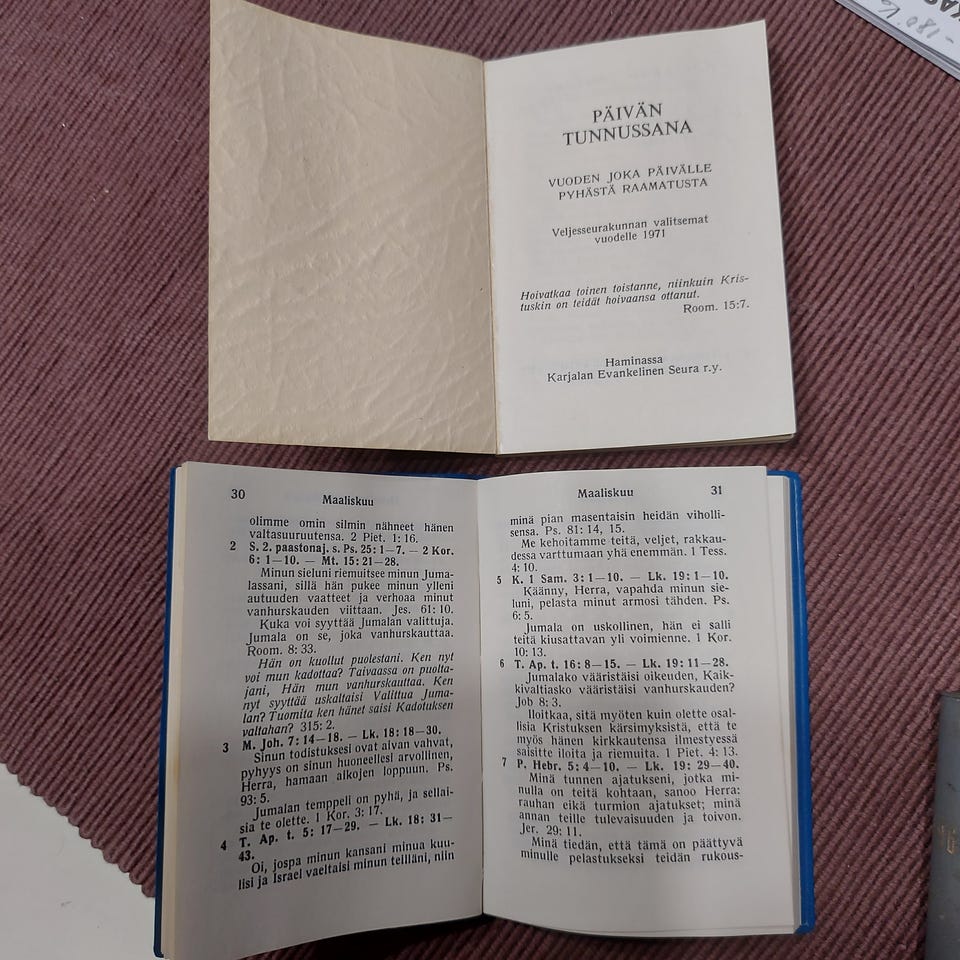 PÄIVÄN
TUNNUSSANA
VUODEN JOKA PÄIVÄLLE
PYHÄSTÄ RAAMATUSTA
Veljesseurakunnan valitsemat
vuodelle 1971
Hoivatkaa toinen toistanne, niinkuin Kris-
tuskin on teidät hoivaansa ottanut.
Room. 15:7.
Haminassa
Karjalan Evankelinen Seura r.y.
30
Maaliskuu
olimme omin silmin nähneet hänen
valtasuuruutensa. 2 Piet. 1:16.
2 S. 2. paastonaj. s. Ps. 25: 1—7. — 2 Kor.
6: 1—10. — Mt. 15: 21—28.
Minun sieluni riemuitsee minun Juma-
lassani, sillä hän pukee minun ylleni
autuuden vaatteet ja verhoaa minut
vanhurskauden viittaan. Jes. 61: 10.
Kuka voi syyttää Jumalan valittuja.
Jumala on se, joka vanhurskauttaa.
Room. 8: 33.
Hän on kuollut puolestani. Ken nyt
voi mun kadottaa? Taivaassa on puolta-
jani, Hän mun vanhurskauttaa. Ken
nyt syyttää uskaltaisi Valittua Juma-
lan? Tuomita ken hänet saisi Kadotuksen
valtahan? 315: 2.
3 M. Joh. 7: 14—18. — Lk. 18: 18—30.
Sinun todistuksesi ovat aivan vahvat,
pyhyys on sinun huoneellesi arvollinen,
Herra, hamaan aikojen loppuun. Ps.
93: 5.
Jumalan temppeli on pyhä, ja sellai-
sia te olette. 1 Kor. 3: 17.
4 T. Ap. t. 5: 17—29. — Lk. 18: 31—
43.
Oi, jospa minun kansani minua kuu-
lisi ja Israel vaeltaisi minun teilläni, niin
Maaliskuu
31
minä pian masentaisin heidän vihol-
lisensa. Ps. 81: 14, 15.
Me kehoitamme teitä, veljet, rakkau-
dessa varttumaan yhä enemmän. 1 Tess.
4: 10.
5 K. 1 Sam. 3: 1—10. — Lk. 19: 1—10.
Käänny, Herra, vapahda minun sie-
luni, pelasta minut armosi tähden. Ps.
6: 5.
Jumala on uskollinen, hän ei salli
teitä kiusattavan yli voimienne. 1 Kor.
10: 13.
6 T. Ap. t. 16: 8—15. — Lk. 19: 11—28.
Jumalako vääristäisi oikeuden, Kaik-
kivaltiasko vääristäisi vanhurskauden?
Job 8: 3.
Iloitkaa, sitä myöten kuin olette osal-
lisia Kristuksen kärsimyksistä, että te
myös hänen kirkkautensa ilmestyessä
saisitte iloita ja riemuita. 1 Piet. 4: 13.
7 P. Hebr. 5: 4—10. — Lk. 19: 29—40.
Minä tunnen ajatukseni, jotka mi-
nulla on teitä kohtaan, sanoo Herra:
rauhan eikä turmion ajatukset; minä
annan teille tulevaisuuden ja toivon.
Jer. 29: 11.
Minä tiedän, että tämä on päättyvä
minulle pelastukseksi teidän rukous-